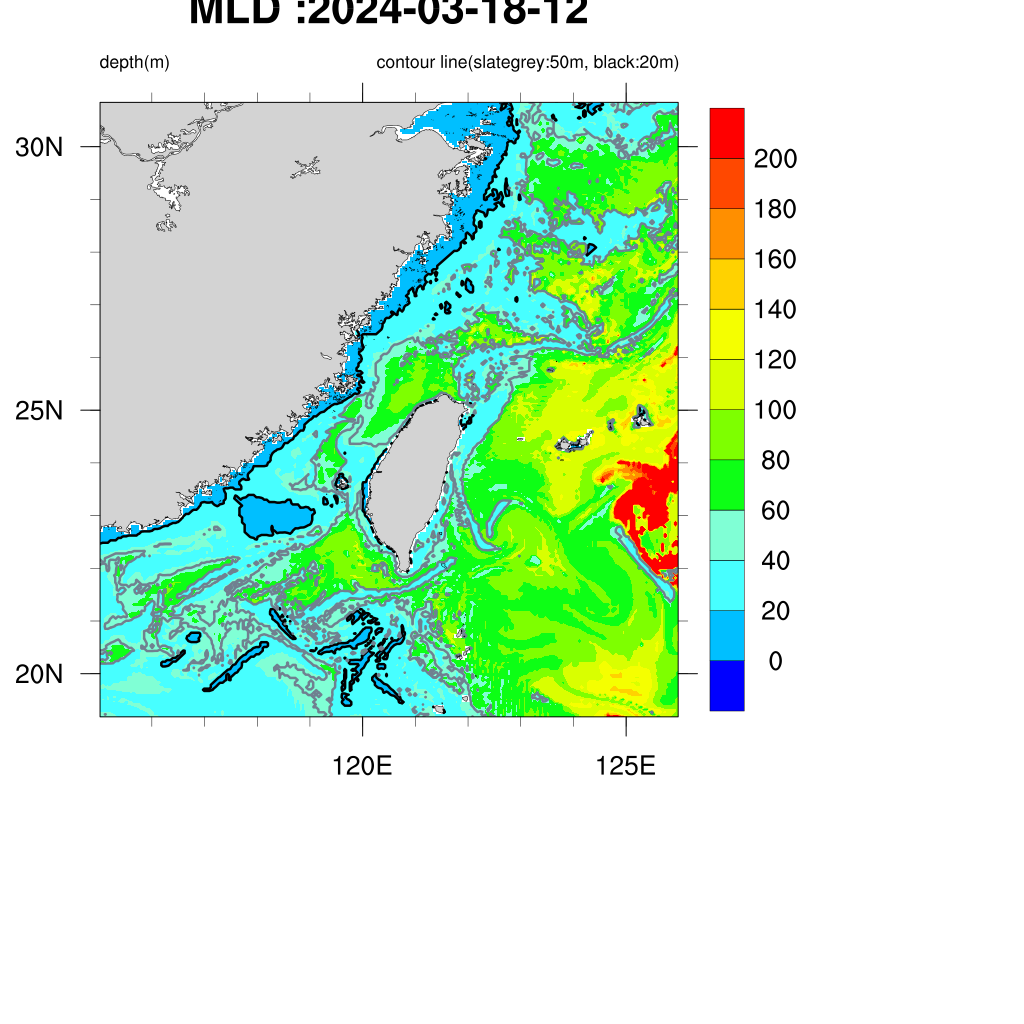 MLD :2024-03-18-12
depth(m)
contour line(slategrey:50m, black:20m)
30N
25N
20N
120E
125E
200
180
160
140
120
100
80
60
40
20
0